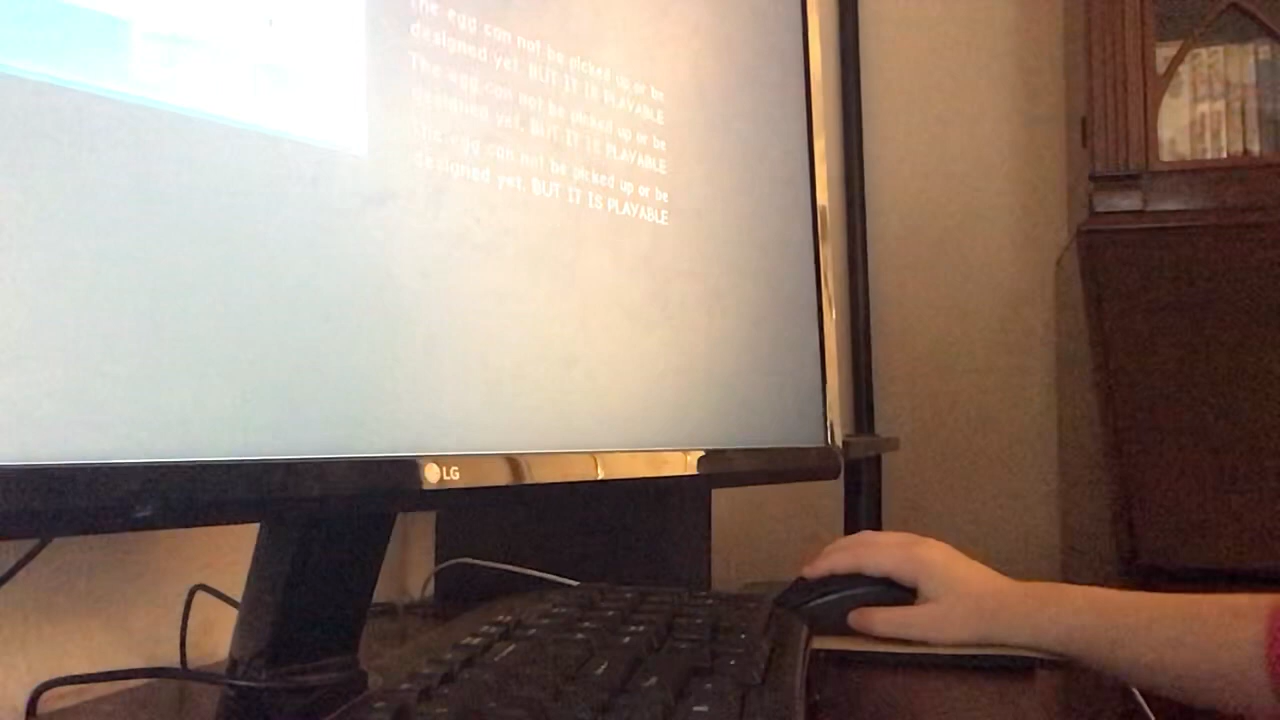 The egg can not be picked up or be
designed yet. BUT IT IS PLAYABLE
The egg can not be picked up or be
designed yet. BUT IT IS PLAYABLE
The egg can not be picked up or be
designed yet. BUT IT IS PLAYABLE
LG